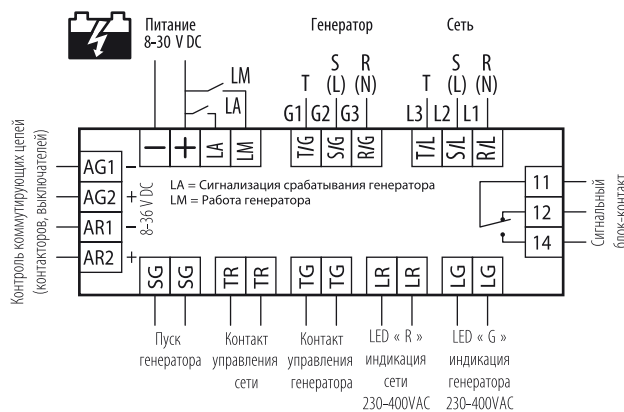 Питание
8–30 V DC
Генератор
Сеть
LM
LA
T
S
(L)
R
(N)
G1
G2
G3
T
S
(L)
R
(N)
L3
L2
L1
–
+
LA
LM
T/G
S/G
R/G
T/L
S/L
R/L
Контроль коммутирующих цепей
(контакторов, выключателей)
AG1 –
AG2 +
AR1 –
AR2 +
8–36 V DC
LA = Сигнализация срабатывания генератора
LM = Работа генератора
11
12
14
Сигнальный
блок-контакт
SG
SG
TR
TR
TG
TG
LR
LR
LG
LG
Пуск
генератора
Контакт
управления
сети
Контакт
управления
генератора
LED « R »
индикация
сети
230–400VAC
LED « G »
индикация
генератора
230–400VAC